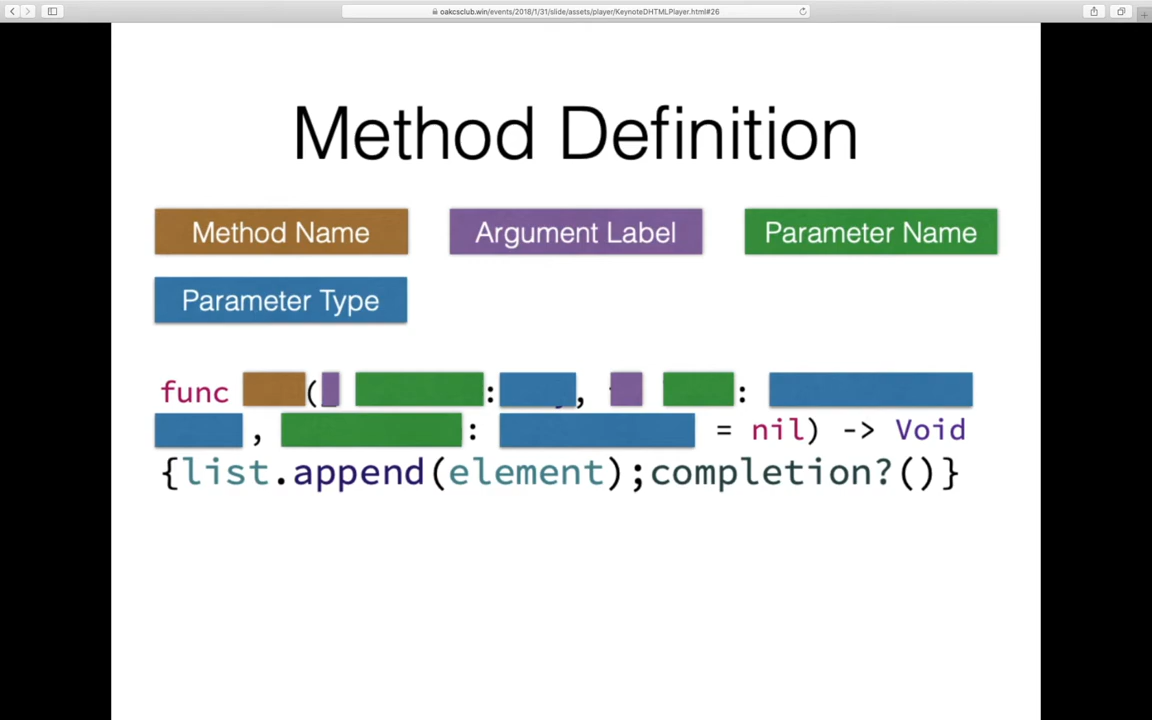 oakcsclub.win/events/2018/1/31/slide/assets/player/KeynoteDHTMLPlayer.html#26
Method Definition
Method Name Argument Label Parameter Name
Parameter Type
func ( : , :
, : = nil) -> Void
{list.append(element);completion?()}